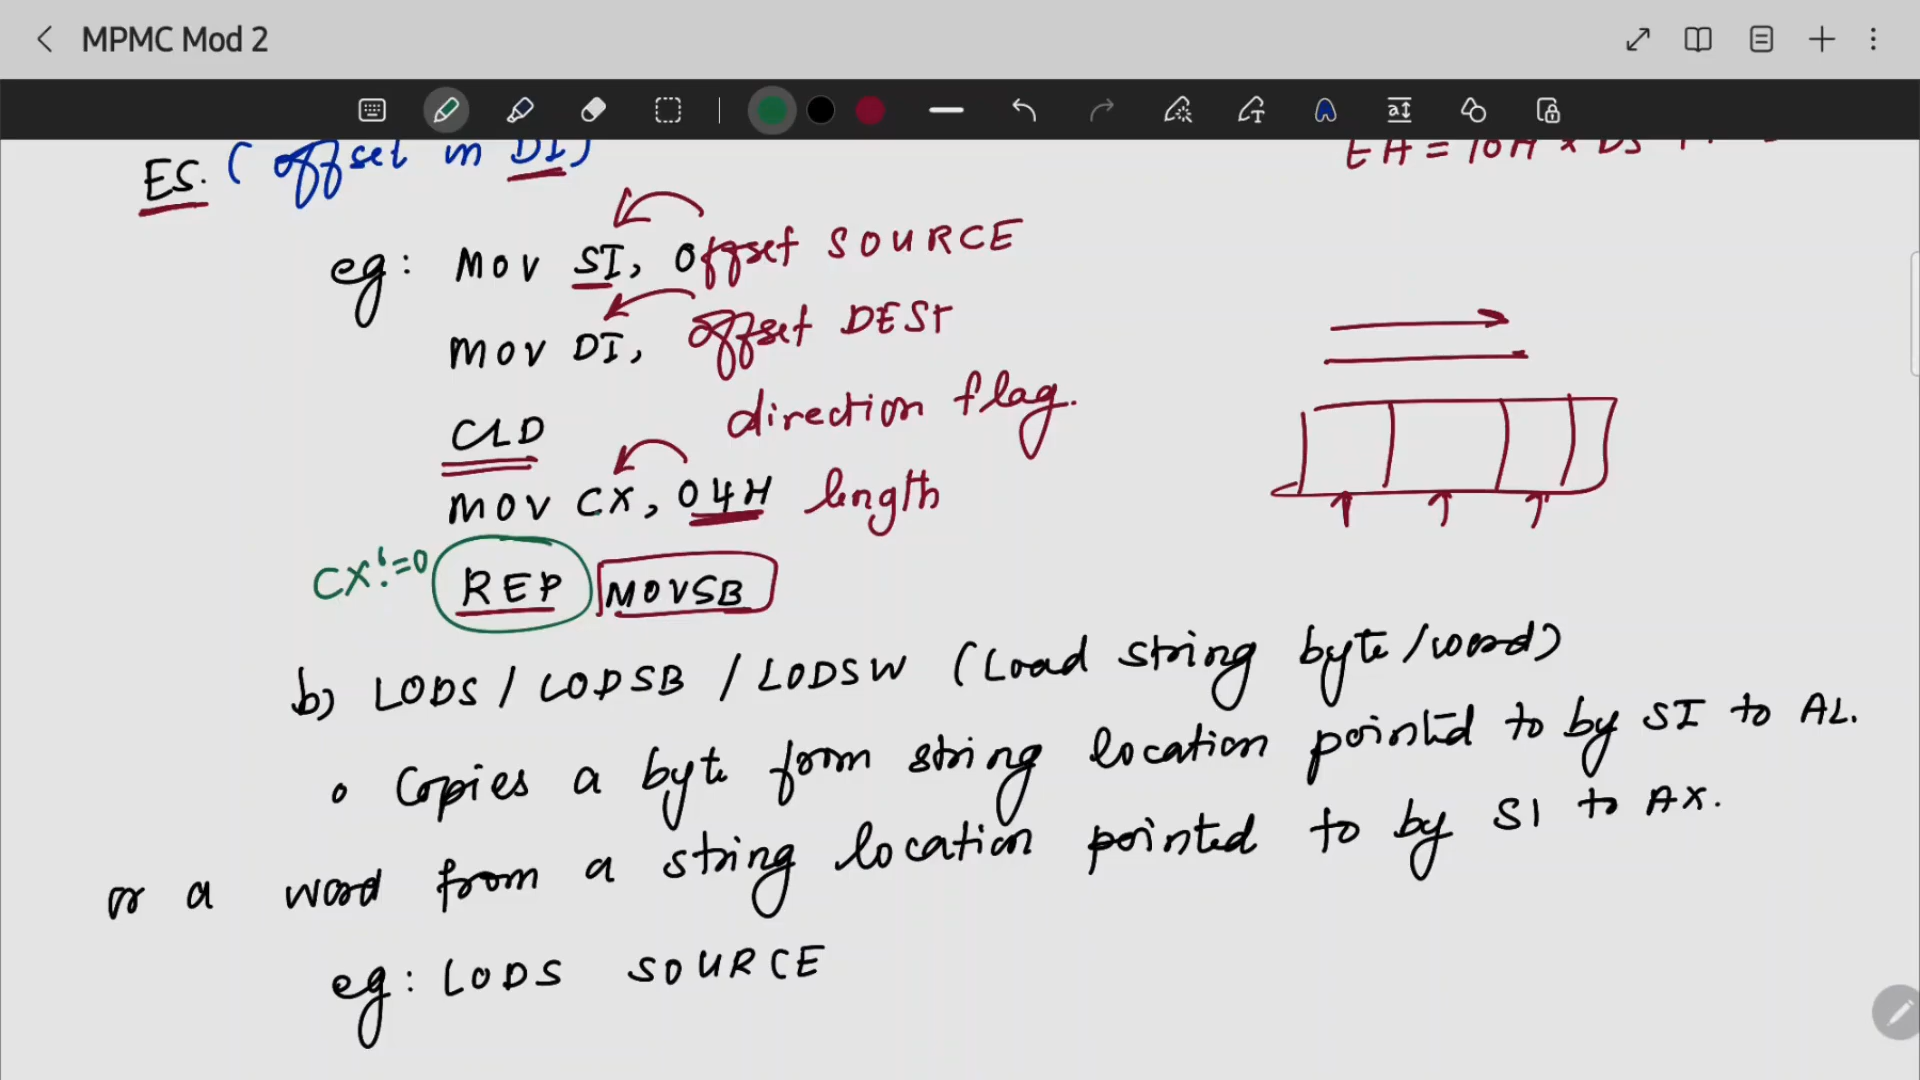 MPMC Mod 2
ES. (offset in DI)
EA = 10H × DS +
eg: MOV SI, Offset SOURCE
MOV DI, offset DEST
CLD direction flag.
MOV CX, 04H length
CX!=0 REP MOVSB
b) LODS / LODSB / LODSW (Load string byte/word)
• Copies a byte from string location pointed to by SI to AL.
or a word from a string location pointed to by SI to AX.
eg: LODS SOURCE